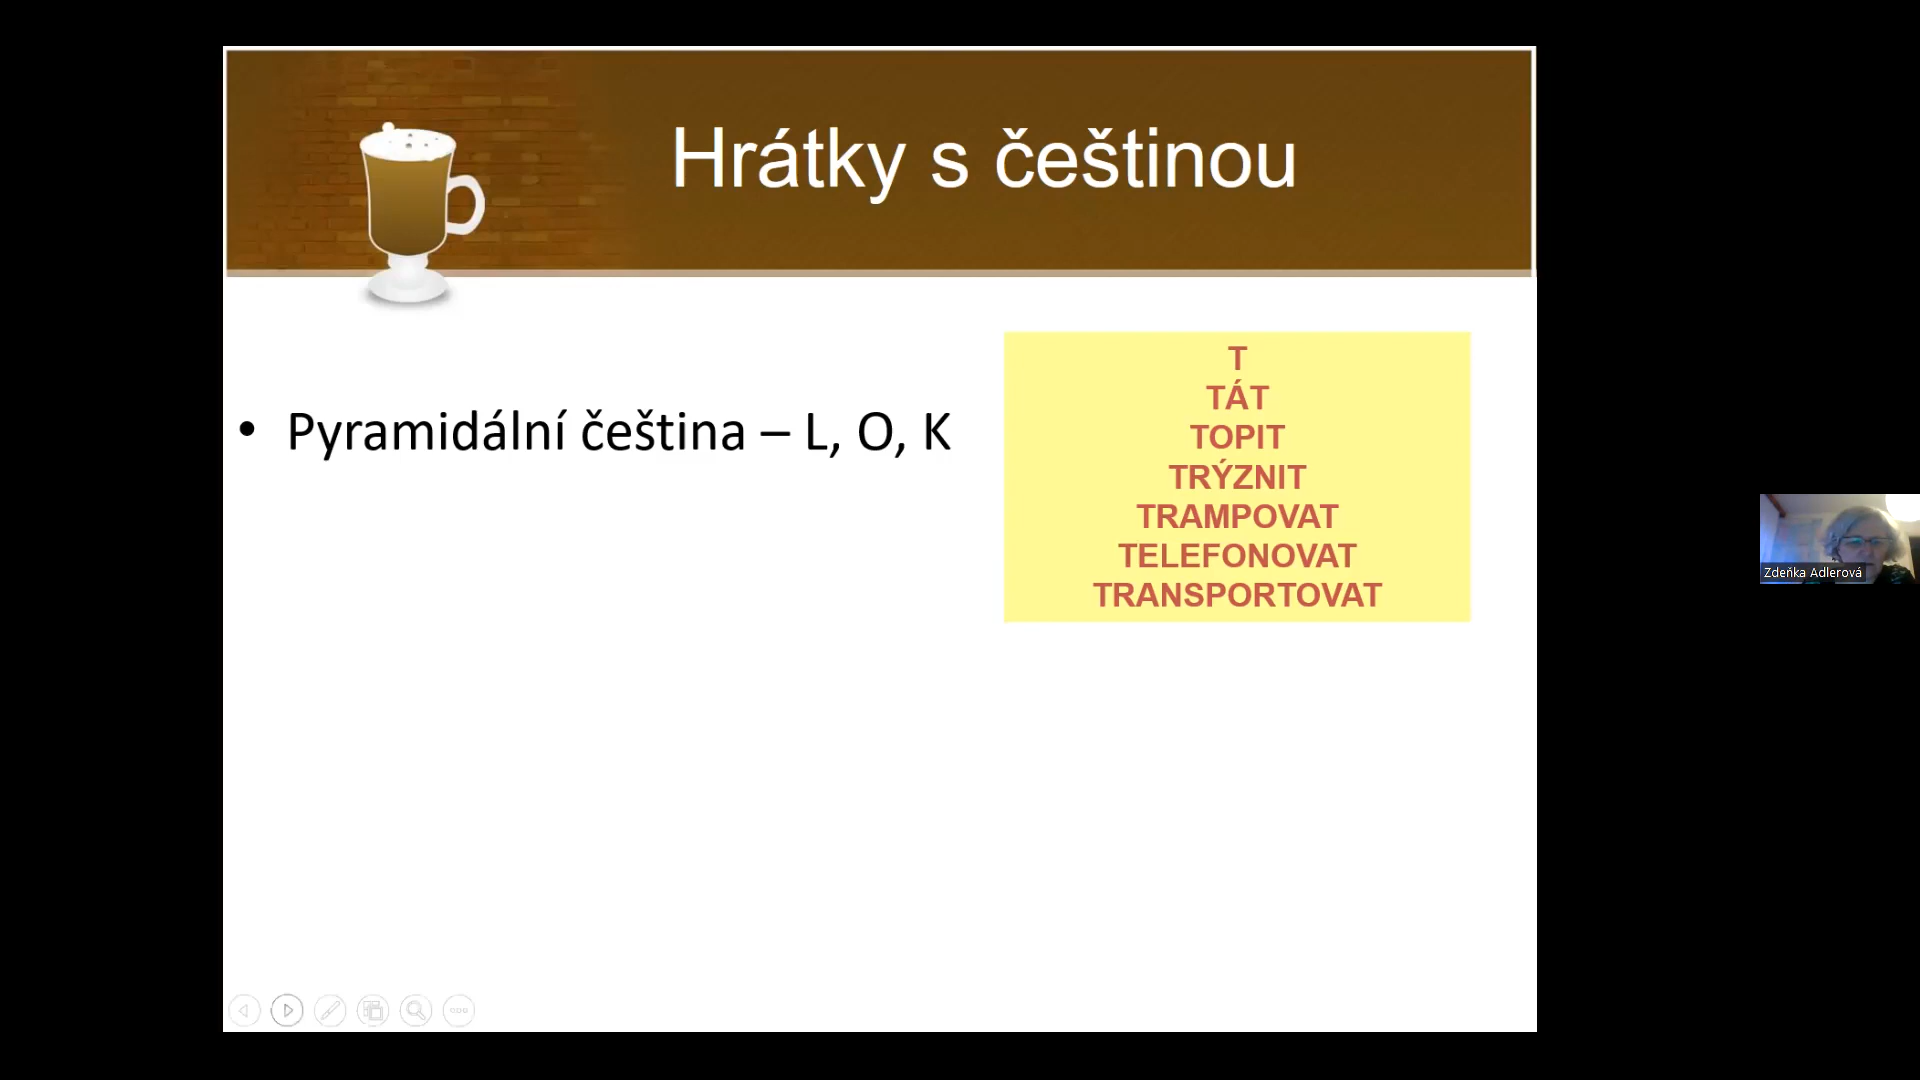 Hrátky s češtinou
• Pyramidální čeština – L, O, K
T
TÁT
TOPIT
TRÝZNIT
TRAMPOVAT
TELEFONOVAT
TRANSPORTOVAT
Zdeňka Adlerová